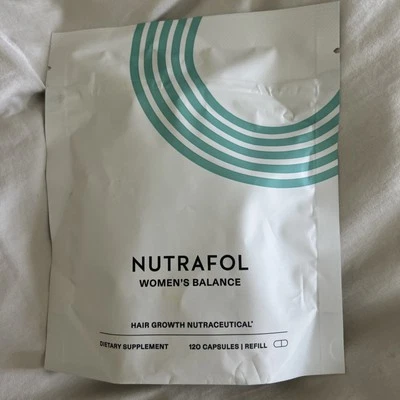 NUTRAFOL
WOMEN'S BALANCE
HAIR GROWTH NUTRACEUTICAL*
DIETARY SUPPLEMENT 120 CAPSULES | REFILL